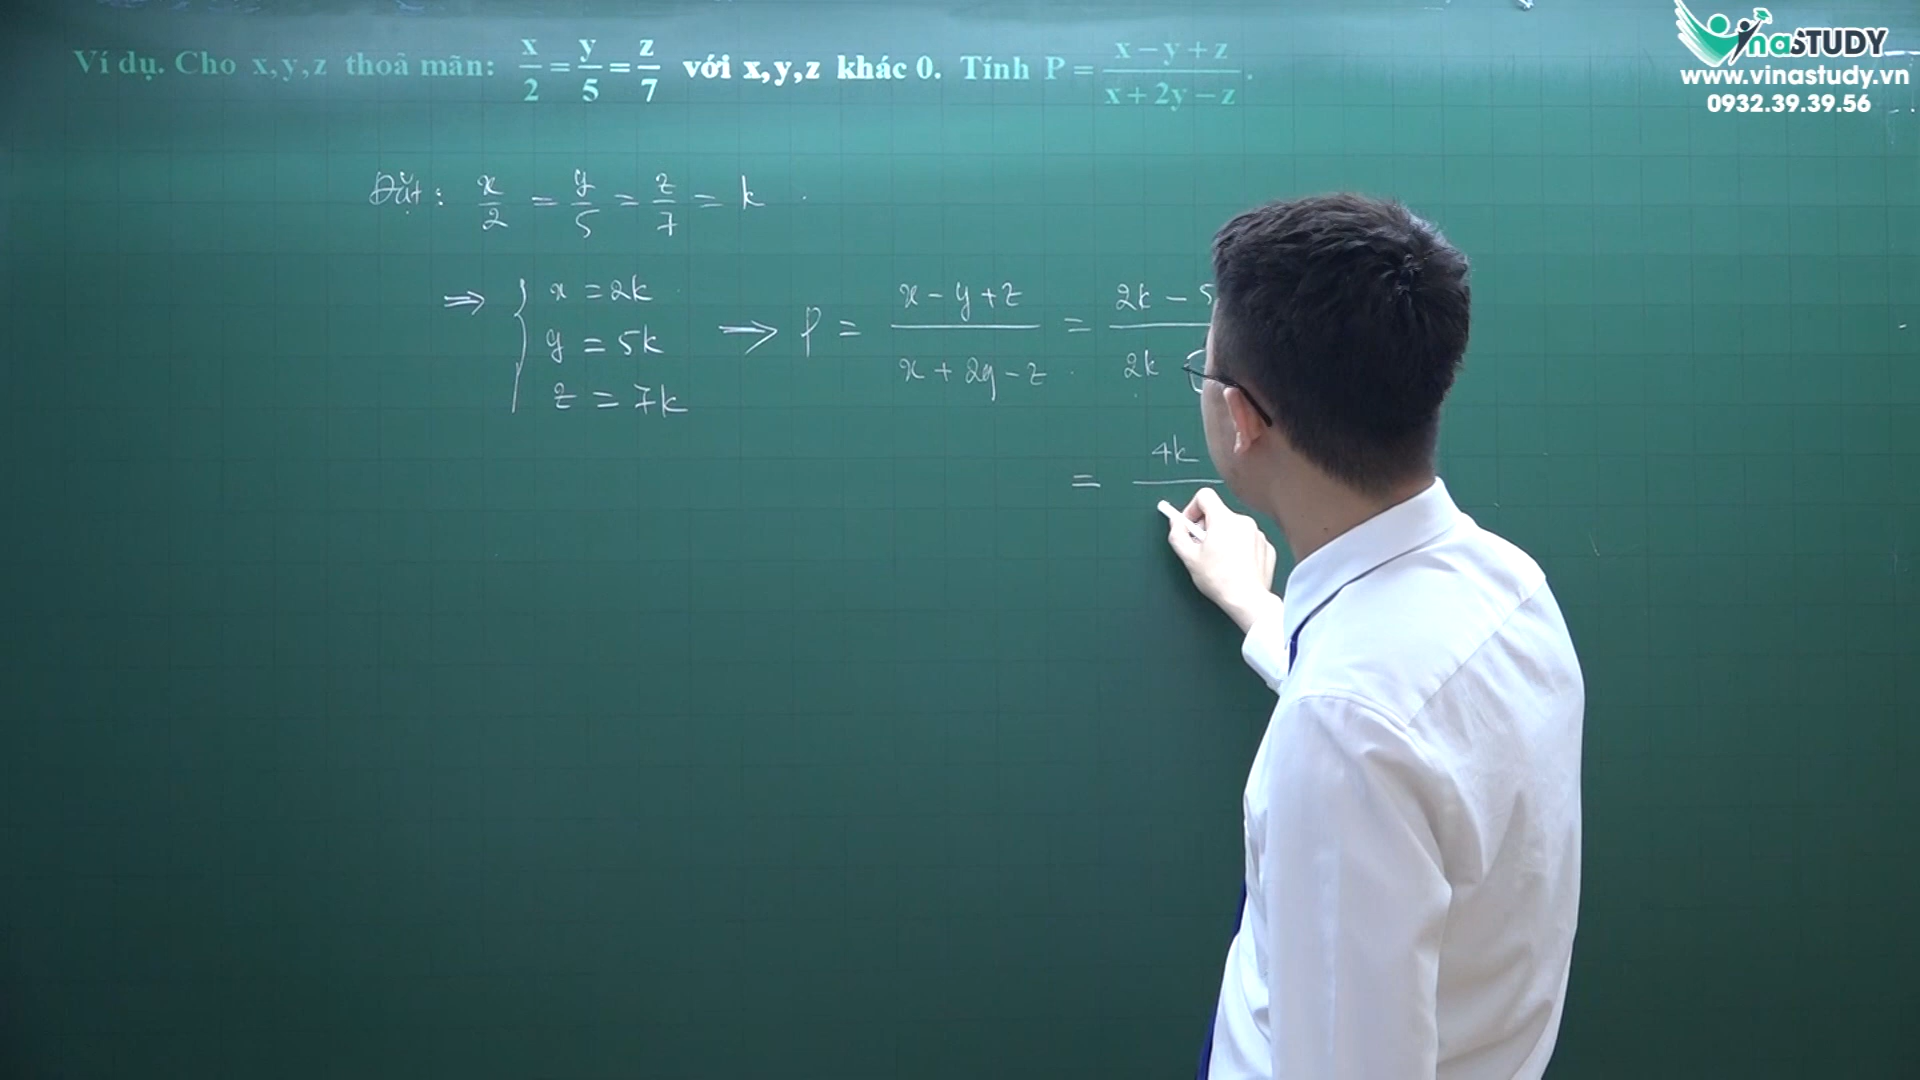 Ví dụ. Cho x, y, z thoả mãn: x/2 = y/5 = z/7 với x, y, z khác 0. Tính P = (x − y + z)/(x + 2y − z).
naSTUDY
www.vinastudy.vn
0932.39.39.56
Đặt: x/2 = y/5 = z/7 = k
⇒ { x = 2k
y = 5k
z = 7k
⇒ P = (x − y + z)/(x + 2y − z) = 2k − 5
2k
= 4k